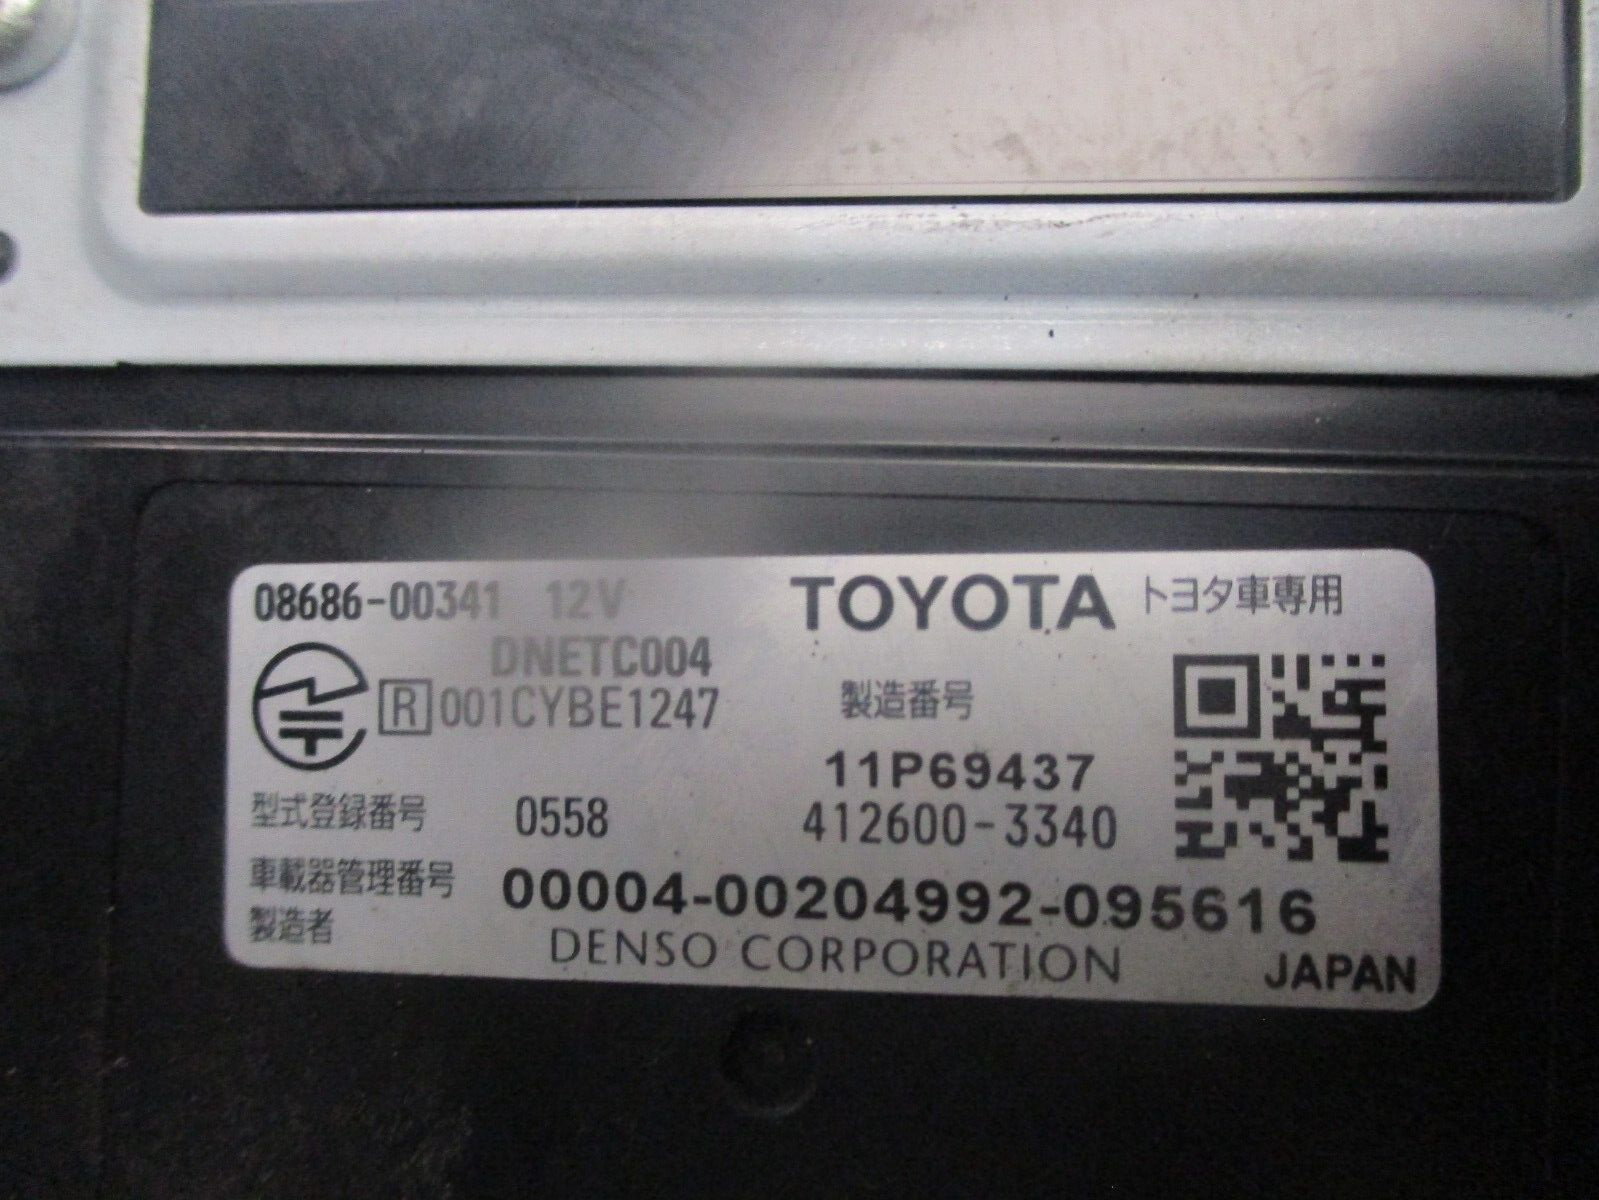 08686-00341 12V
TOYOTA トヨタ車専用
DNETC004
R 001CYBE1247
製造番号
11P69437
型式登録番号 0558
412600-3340
車載器管理番号 00004-00204992-095616
製造者 DENSO CORPORATION
JAPAN